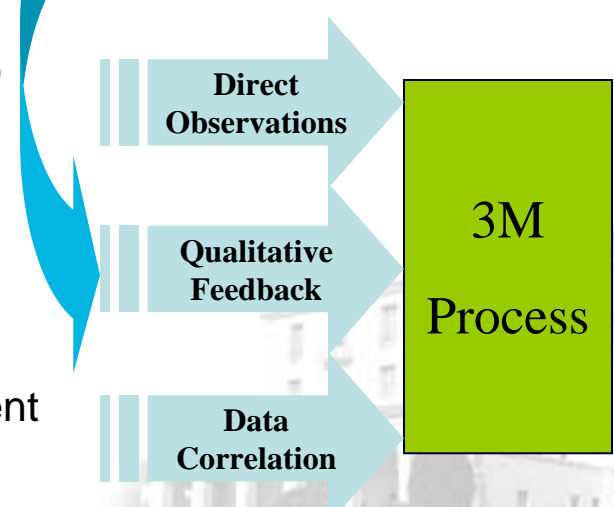 Direct
Observations
3M
Qualitative
Feedback
Process
ent
Data
Correlation